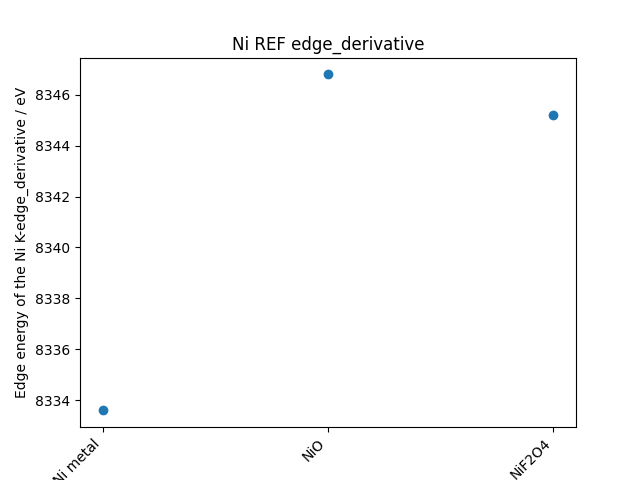 Ni REF edge_derivative
Edge energy of the Ni K-edge_derivative / eV
8346
8344
8342
8340
8338
8336
8334
Ni metal
NiO
NiF2O4